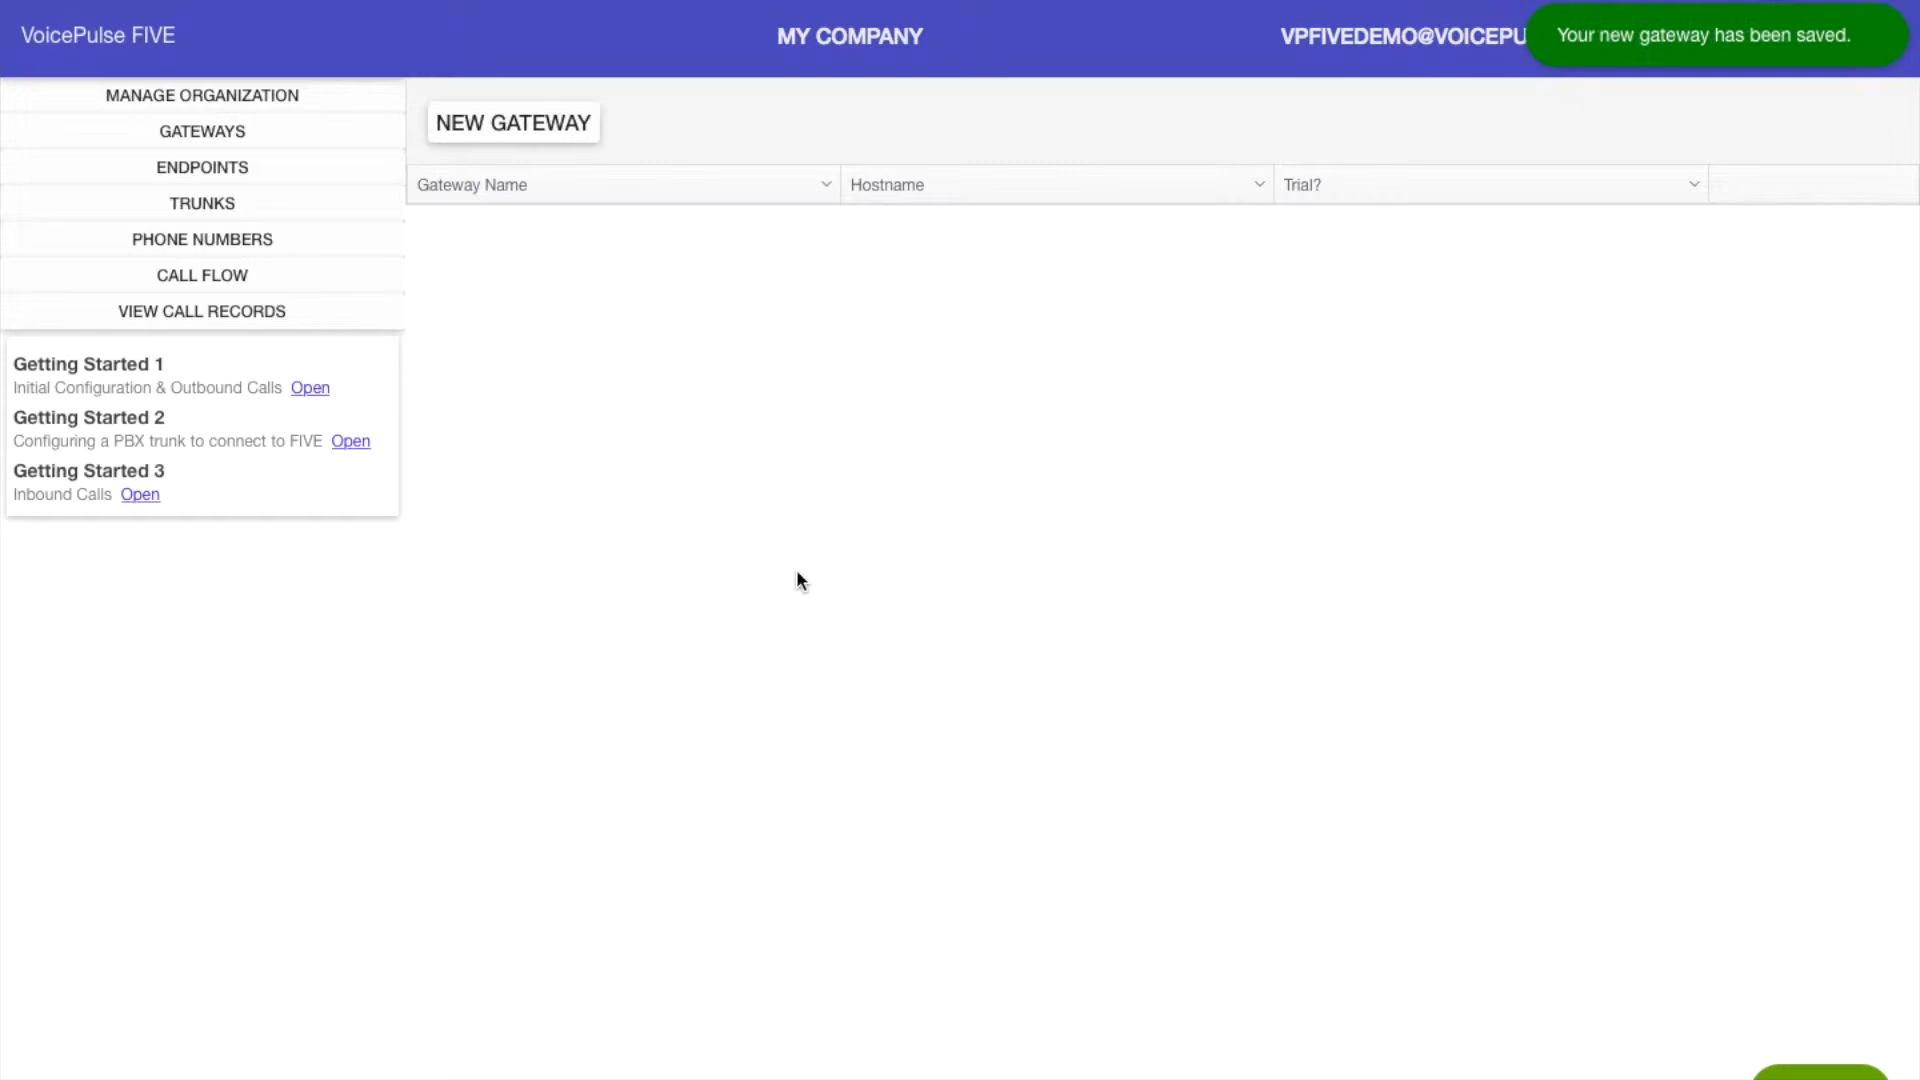 VoicePulse FIVE
MY COMPANY
VPFIVEDEMO@VOICEPU
Your new gateway has been saved.
MANAGE ORGANIZATION
GATEWAYS
ENDPOINTS
TRUNKS
PHONE NUMBERS
CALL FLOW
VIEW CALL RECORDS
NEW GATEWAY
Gateway Name
Hostname
Trial?
Getting Started 1
Initial Configuration & Outbound Calls Open
Getting Started 2
Configuring a PBX trunk to connect to FIVE Open
Getting Started 3
Inbound Calls Open